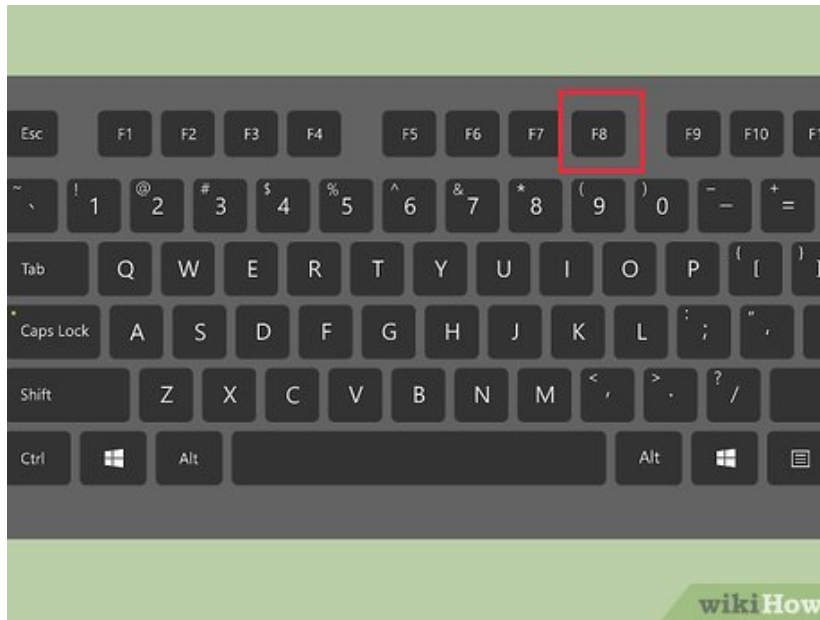 Esc F1 F2 F3 F4 F5 F6 F7 F8 F9 F10 F1
~ ` ! 1 @ 2 # 3 $ 4 % 5 ^ 6 & 7 * 8 ( 9 ) 0 _ - + =
Tab Q W E R T Y U I O P { [ } ]
Caps Lock A S D F G H J K L : ; " '
Shift Z X C V B N M < , > . ? /
Ctrl Alt Alt
wikiHow